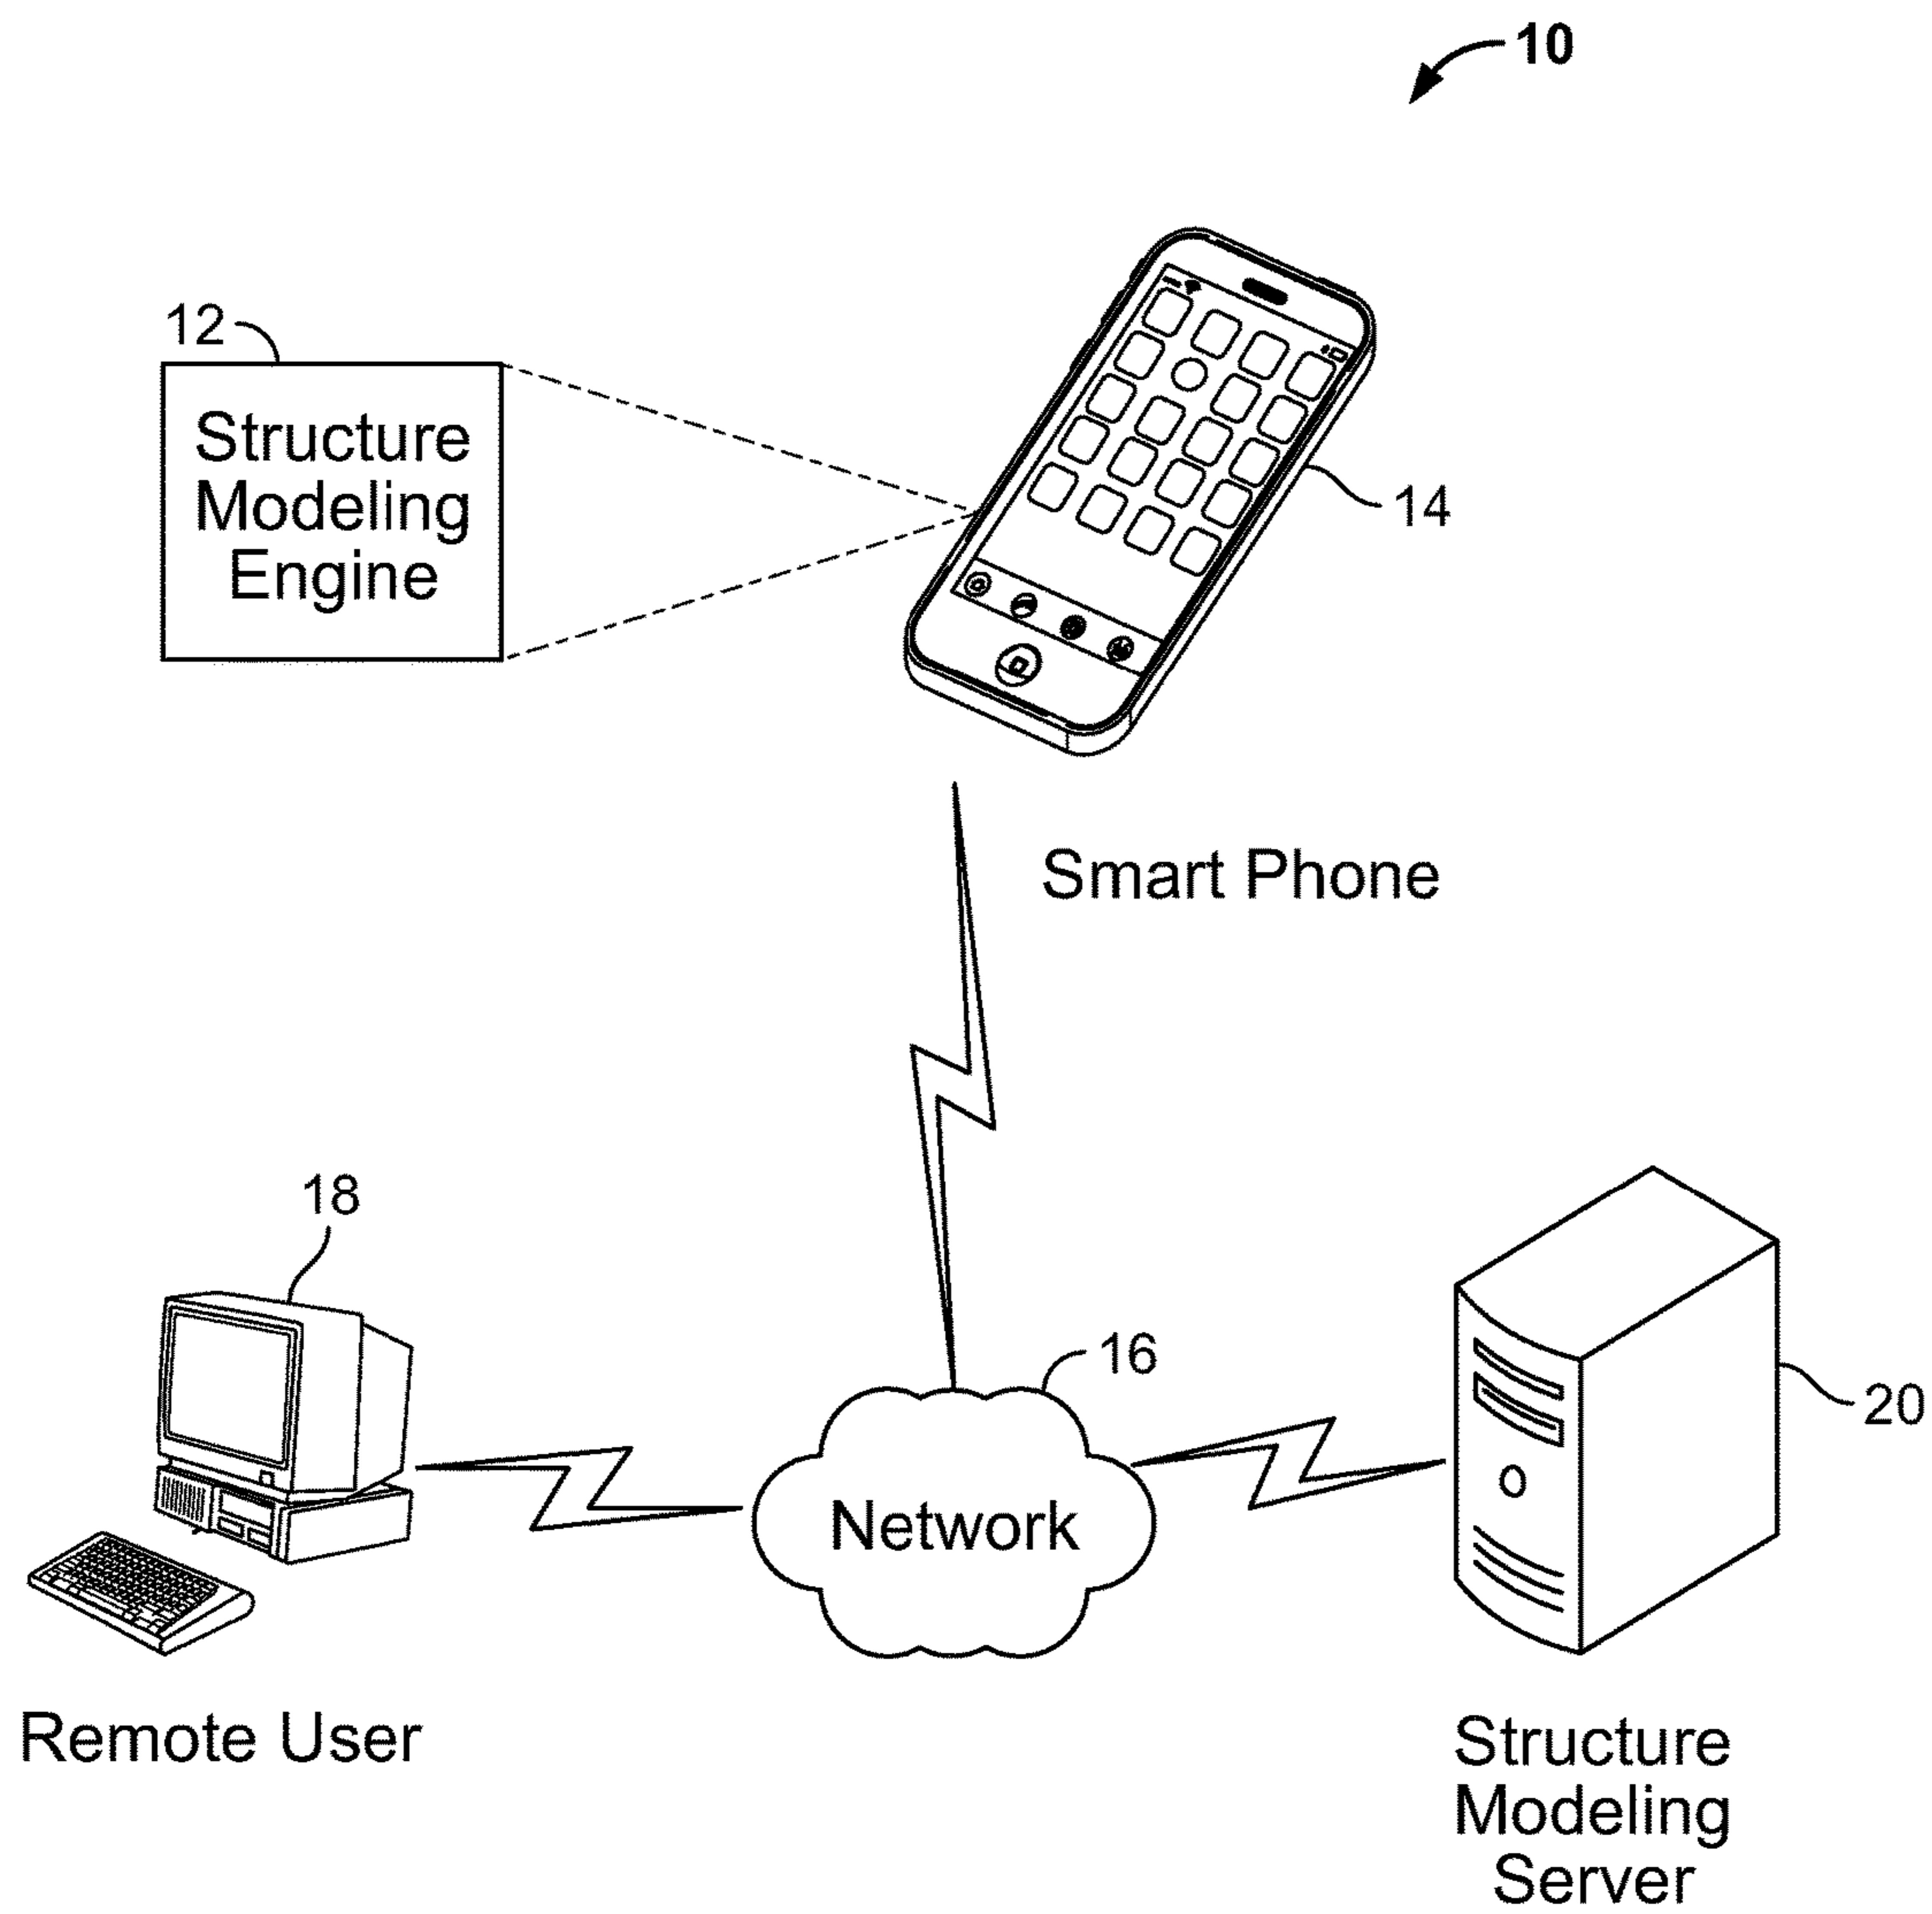 10
12
Structure
Modeling
Engine
14
Smart Phone
18
16
20
Network
Remote User
Structure
Modeling
Server